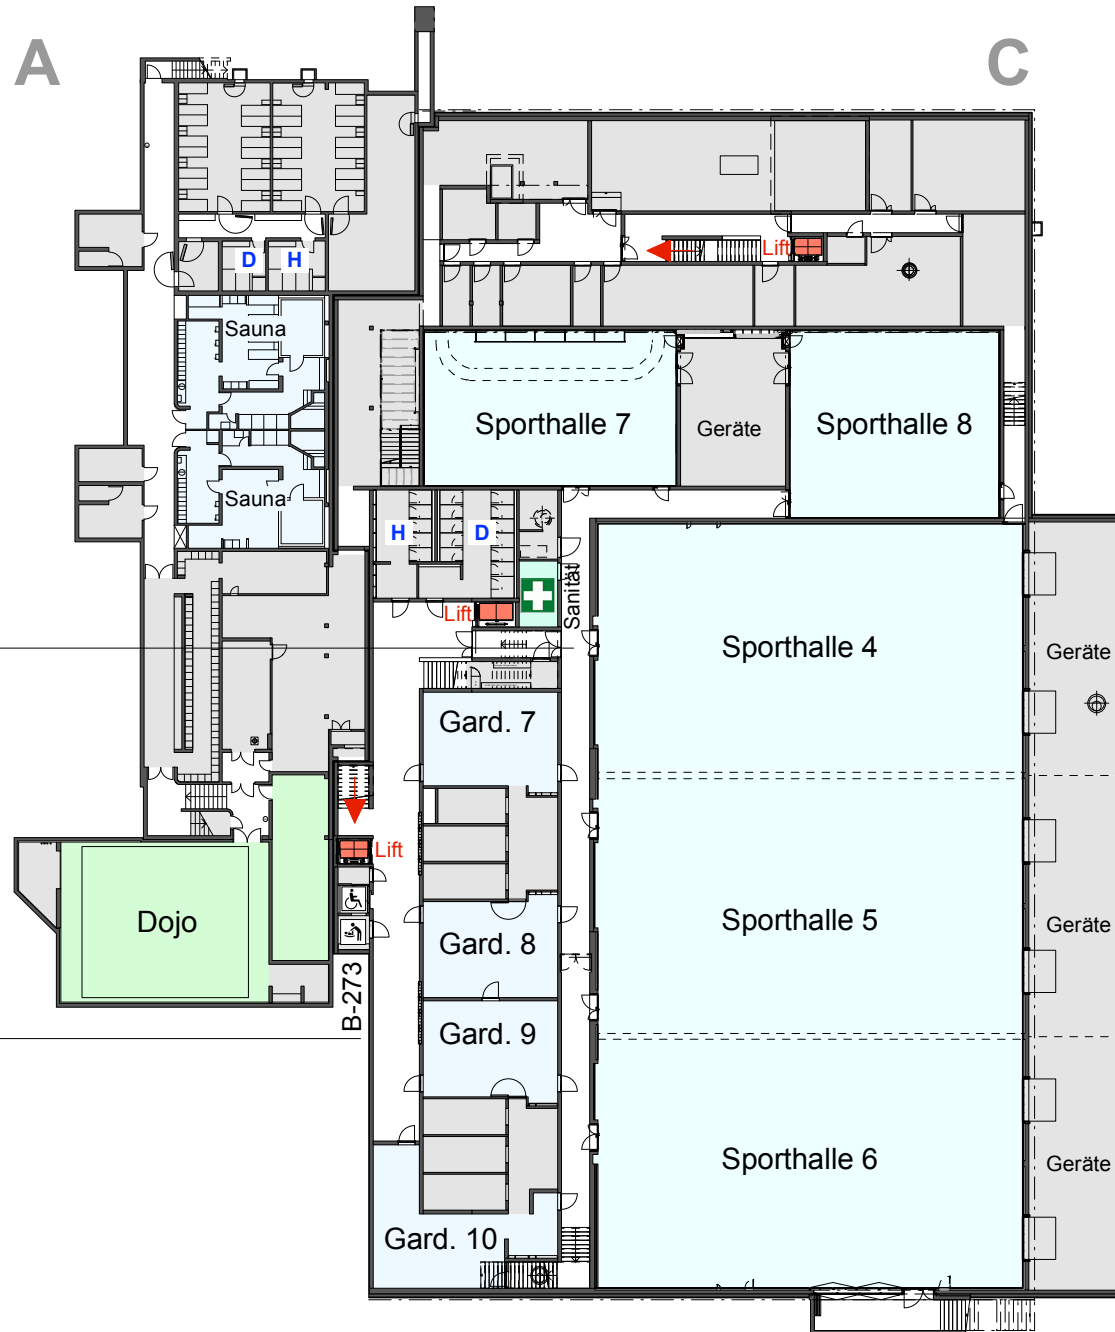 A
C
D
H
Lift
Sauna
Sporthalle 7
Geräte
Sporthalle 8
Sauna
H
D
Sanität
Lift
Sporthalle 4
Geräte
Gard. 7
Lift
Dojo
Gard. 8
Sporthalle 5
Geräte
B-273
Gard. 9
Sporthalle 6
Geräte
Gard. 10